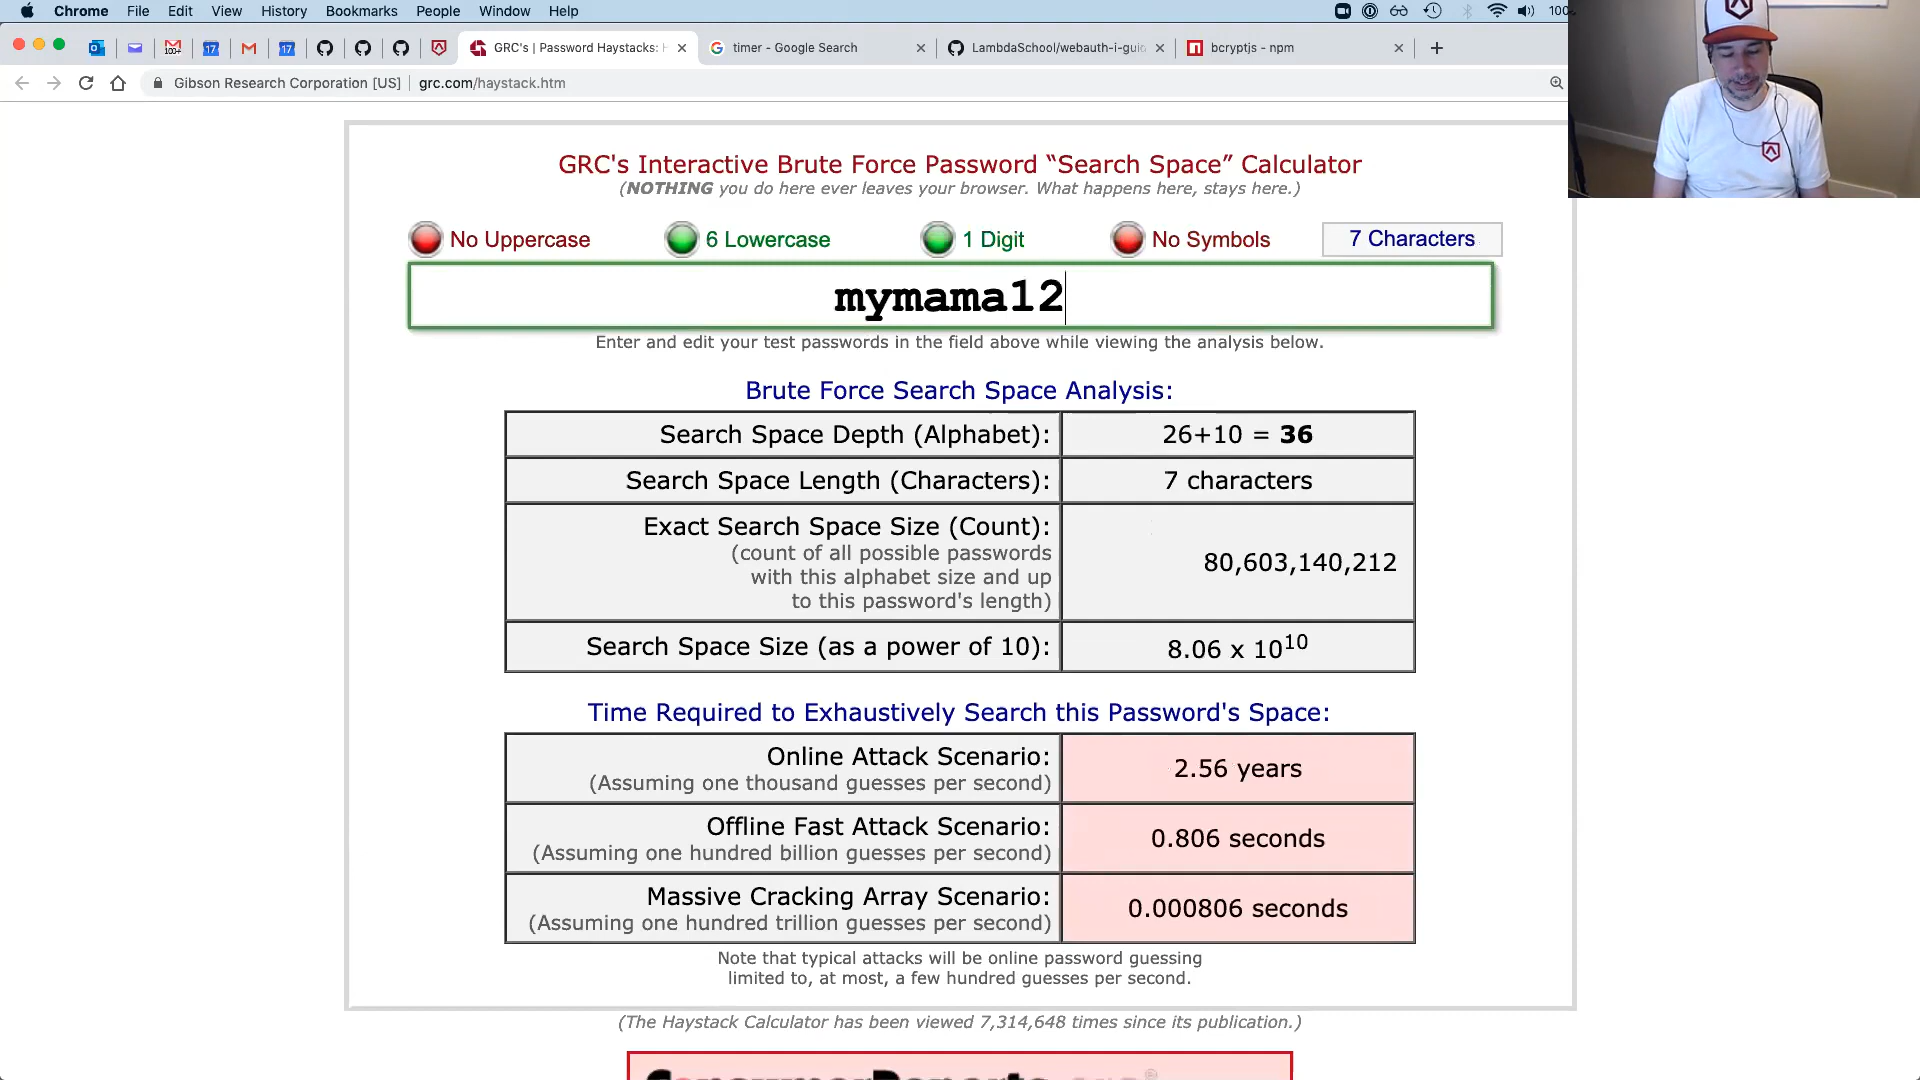 Chrome File Edit View History Bookmarks People Window Help
100
GRC's | Password Haystacks: H
timer - Google Search
LambdaSchool/webauth-i-guid
bcryptjs - npm
Gibson Research Corporation [US] | grc.com/haystack.htm
GRC's Interactive Brute Force Password “Search Space” Calculator
(NOTHING you do here ever leaves your browser. What happens here, stays here.)
No Uppercase 6 Lowercase 1 Digit No Symbols 7 Characters
mymama12
Enter and edit your test passwords in the field above while viewing the analysis below.
Brute Force Search Space Analysis:
Search Space Depth (Alphabet): 26+10 = 36
Search Space Length (Characters): 7 characters
Exact Search Space Size (Count):
(count of all possible passwords
with this alphabet size and up
to this password's length)
80,603,140,212
Search Space Size (as a power of 10): 8.06 x 10^10
Time Required to Exhaustively Search this Password's Space:
Online Attack Scenario:
(Assuming one thousand guesses per second)
2.56 years
Offline Fast Attack Scenario:
(Assuming one hundred billion guesses per second)
0.806 seconds
Massive Cracking Array Scenario:
(Assuming one hundred trillion guesses per second)
0.000806 seconds
Note that typical attacks will be online password guessing
limited to, at most, a few hundred guesses per second.
(The Haystack Calculator has been viewed 7,314,648 times since its publication.)